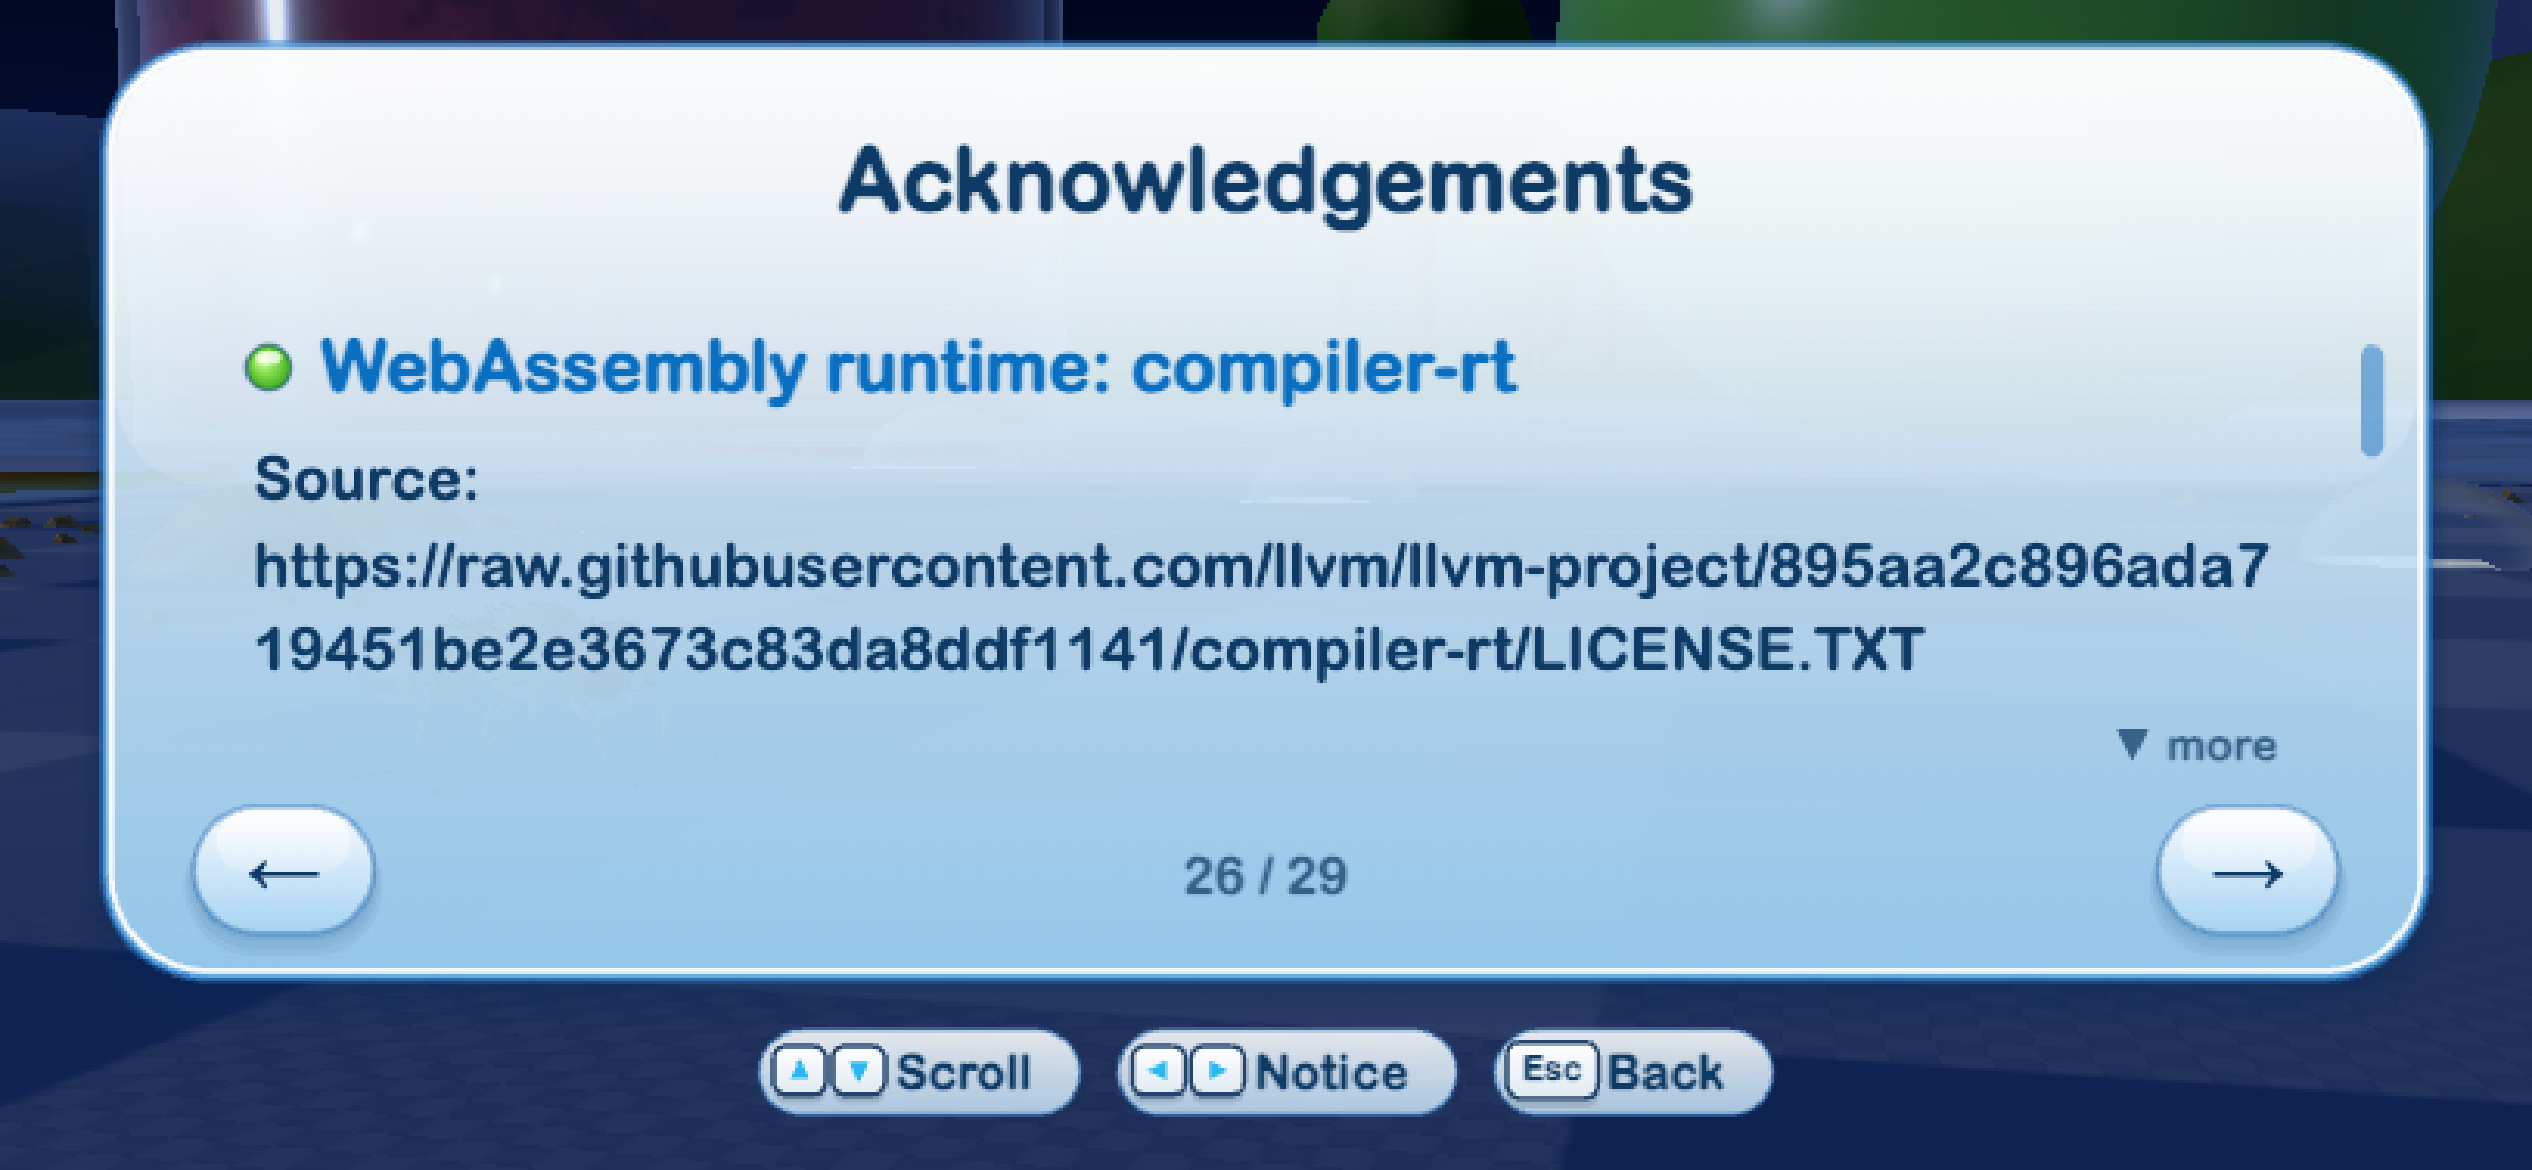 Acknowledgements
WebAssembly runtime: compiler-rt
Source:
https://raw.githubusercontent.com/llvm/llvm-project/895aa2c896ada7
19451be2e3673c83da8ddf1141/compiler-rt/LICENSE.TXT
▼ more
←
26 / 29
→
▲▼Scroll
◄►Notice
Esc Back